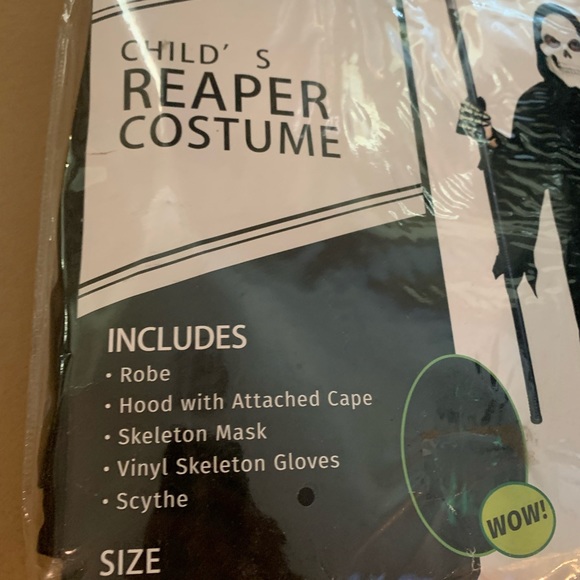 CHILD' S
REAPER
COSTUME
INCLUDES
• Robe
• Hood with Attached Cape
• Skeleton Mask
• Vinyl Skeleton Gloves
• Scythe
WOW!
SIZE